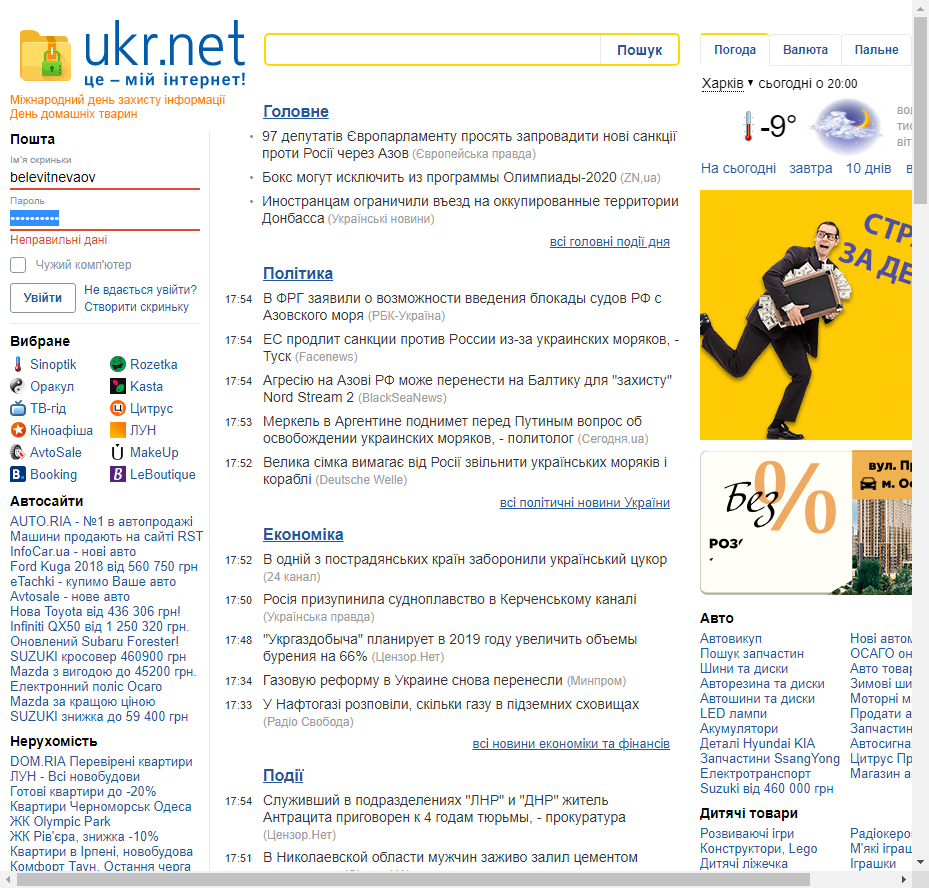 ukr.net
це – мій інтернет!
Міжнародний день захисту інформації
День домашніх тварин
Пошта
Ім'я скриньки
belevitnevaov
Пароль
Неправильні дані
Чужий комп'ютер
Увійти
Не вдається увійти?
Створити скриньку
Вибране
Sinoptik
Rozetka
Оракул
Kasta
ТВ-гід
Цитрус
Кіноафіша
ЛУН
AvtoSale
MakeUp
Booking
LeBoutique
Автосайти
AUTO.RIA - №1 в автопродажі
Машини продають на сайті RST
InfoCar.ua - нові авто
Ford Kuga 2018 від 560 750 грн
eTachki - купимо Ваше авто
Avtosale - нове авто
Нова Toyota від 436 306 грн!
Infiniti QX50 від 1 250 320 грн.
Оновлений Subaru Forester!
SUZUKI кросовер 460900 грн
Mazda з вигодою до 45200 грн.
Електронний поліс Осаго
Mazda за кращою ціною
SUZUKI знижка до 59 400 грн
Нерухомість
DOM.RIA Перевірені квартири
ЛУН - Всі новобудови
Готові квартири до -20%
Квартири Черноморськ Одеса
ЖК Olympic Park
ЖК Рів'єра, знижка -10%
Квартири в Ірпені, новобудова
Комфорт Таун. Остання черга
Пошук
Головне
97 депутатів Європарламенту просять запровадити нові санкції
проти Росії через Азов (Європейська правда)
Бокс могут исключить из программы Олимпиады-2020 (ZN,ua)
Иностранцам ограничили въезд на оккупированные территории
Донбасса (Українські новини)
всі головні події дня
Політика
17:54 В ФРГ заявили о возможности введения блокады судов РФ с
Азовского моря (РБК-Україна)
17:54 ЕС продлит санкции против России из-за украинских моряков, -
Туск (Facenews)
17:54 Агресію на Азові РФ може перенести на Балтику для "захисту"
Nord Stream 2 (BlackSeaNews)
17:53 Меркель в Аргентине поднимет перед Путиным вопрос об
освобождении украинских моряков, - политолог (Сегодня.ua)
17:52 Велика сімка вимагає від Росії звільнити українських моряків і
кораблі (Deutsche Welle)
всі політичні новини України
Економіка
17:52 В одній з пострадянських країн заборонили український цукор
(24 канал)
17:50 Росія призупинила судноплавство в Керченському каналі
(Українська правда)
17:48 "Укргаздобыча" планирует в 2019 году увеличить объемы
бурения на 66% (Цензор.Нет)
17:34 Газовую реформу в Украине снова перенесли (Минпром)
17:33 У Нафтогазі розповіли, скільки газу в підземних сховищах
(Радіо Свобода)
всі новини економіки та фінансів
Події
17:54 Служивший в подразделениях "ЛНР" и "ДНР" житель
Антрацита приговорен к 4 годам тюрьмы, - прокуратура
(Цензор.Нет)
17:51 В Николаевской области мужчин заживо залил цементом
Погода
Валюта
Пальне
Харків ▼ сьогодні о 20:00
-9°
вол
тис
віт
На сьогодні
завтра
10 днів
в
СТР
ЗА ДЕ
Без %
вул. Пр
м. Ос
РОЗ
Авто
Автовикуп
Пошук запчастин
Шини та диски
Авторезина та диски
Автошини та диски
LED лампи
Акумулятори
Деталі Hyundai KIA
Запчастини SsangYong
Електротранспорт
Suzuki від 460 000 грн
Нові автом
ОСАГО он
Авто това
Зимові ши
Моторні м
Продати а
Запчастин
Автосигна
Цитрус Пр
Магазин а
Дитячі товари
Розвиваючі ігри
Конструктори, Lego
Дитячі ліжечка
Радіокеро
М'які іграш
Іграшки